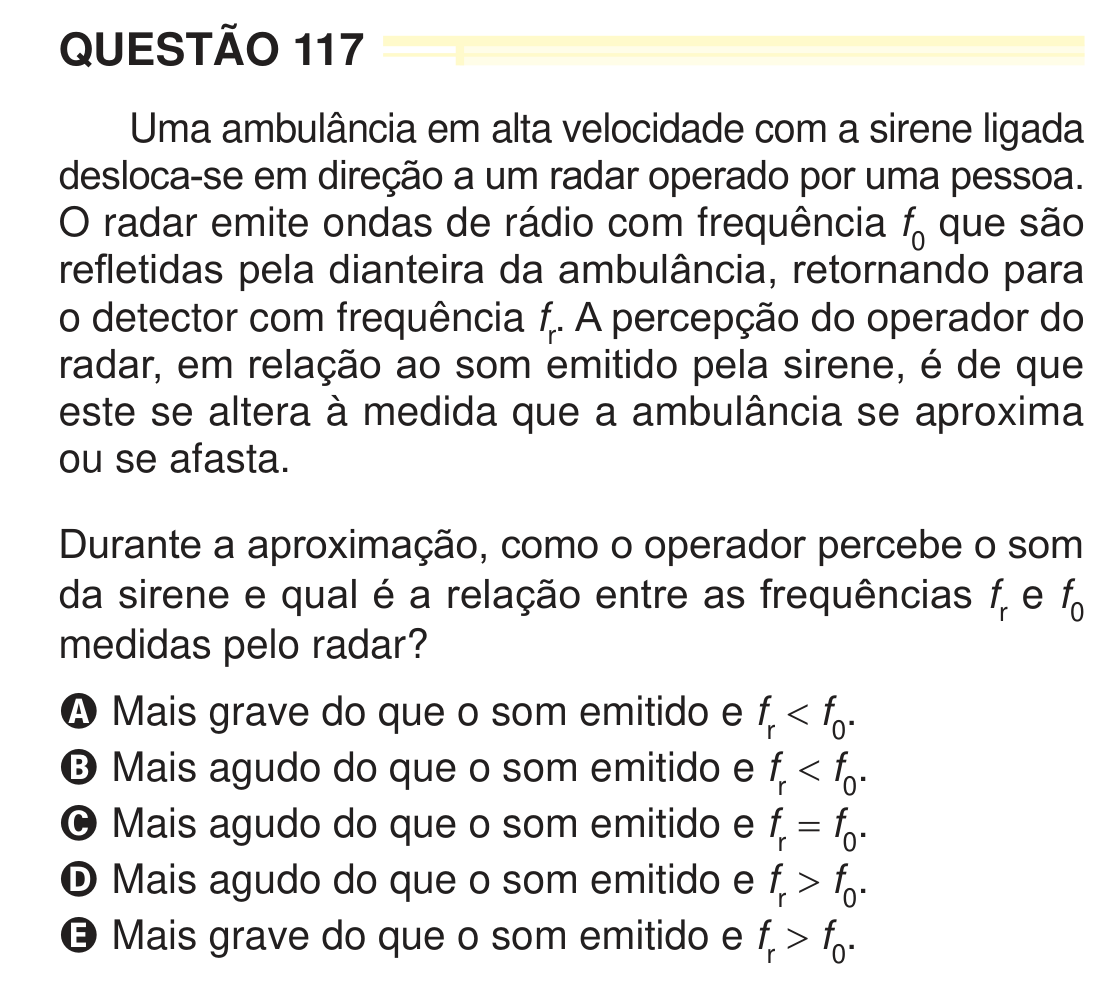 QUESTÃO 117
Uma ambulância em alta velocidade com a sirene ligada
desloca-se em direção a um radar operado por uma pessoa.
O radar emite ondas de rádio com frequência f₀ que são
refletidas pela dianteira da ambulância, retornando para
o detector com frequência fᵣ. A percepção do operador do
radar, em relação ao som emitido pela sirene, é de que
este se altera à medida que a ambulância se aproxima
ou se afasta.
Durante a aproximação, como o operador percebe o som
da sirene e qual é a relação entre as frequências fᵣ e f₀
medidas pelo radar?
A Mais grave do que o som emitido e fᵣ < f₀.
B Mais agudo do que o som emitido e fᵣ < f₀.
C Mais agudo do que o som emitido e fᵣ = f₀.
D Mais agudo do que o som emitido e fᵣ > f₀.
E Mais grave do que o som emitido e fᵣ > f₀.